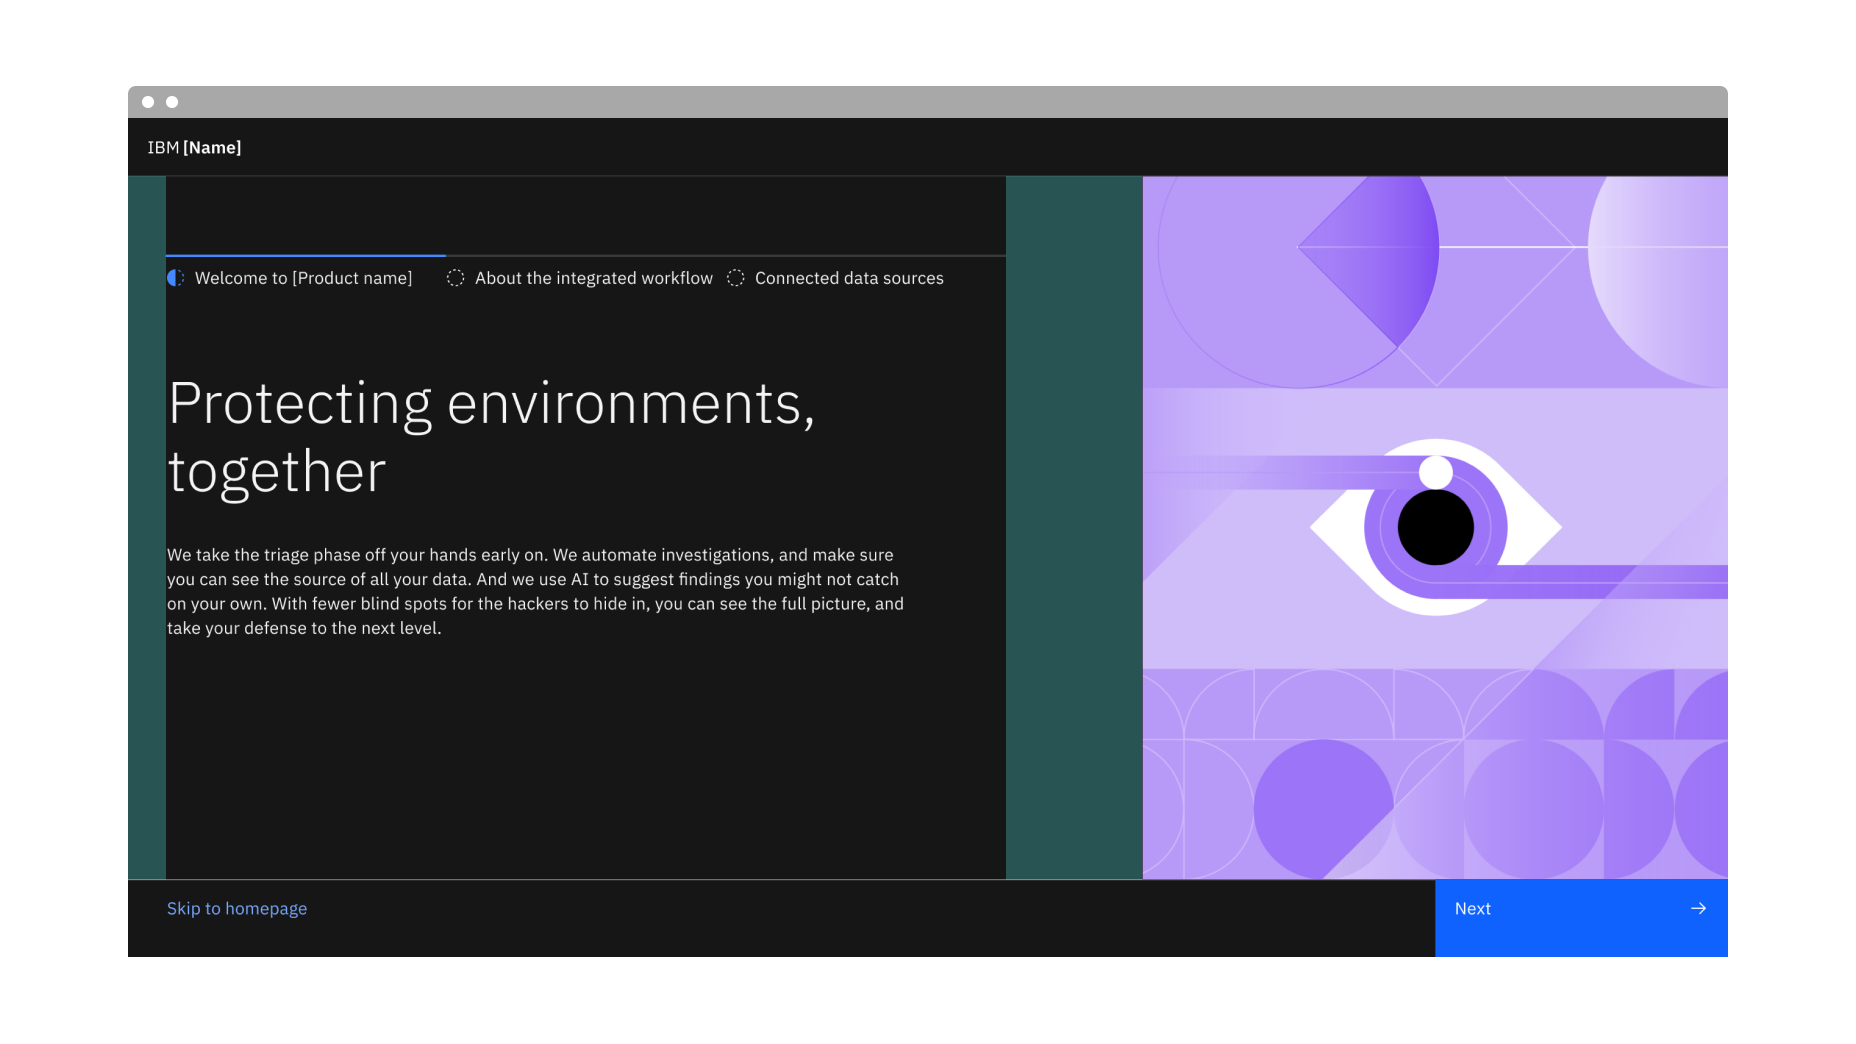 IBM [Name]
Welcome to [Product name]
About the integrated workflow
Connected data sources
Protecting environments,
together
We take the triage phase off your hands early on. We automate investigations, and make sure
you can see the source of all your data. And we use AI to suggest findings you might not catch
on your own. With fewer blind spots for the hackers to hide in, you can see the full picture, and
take your defense to the next level.
Skip to homepage
Next